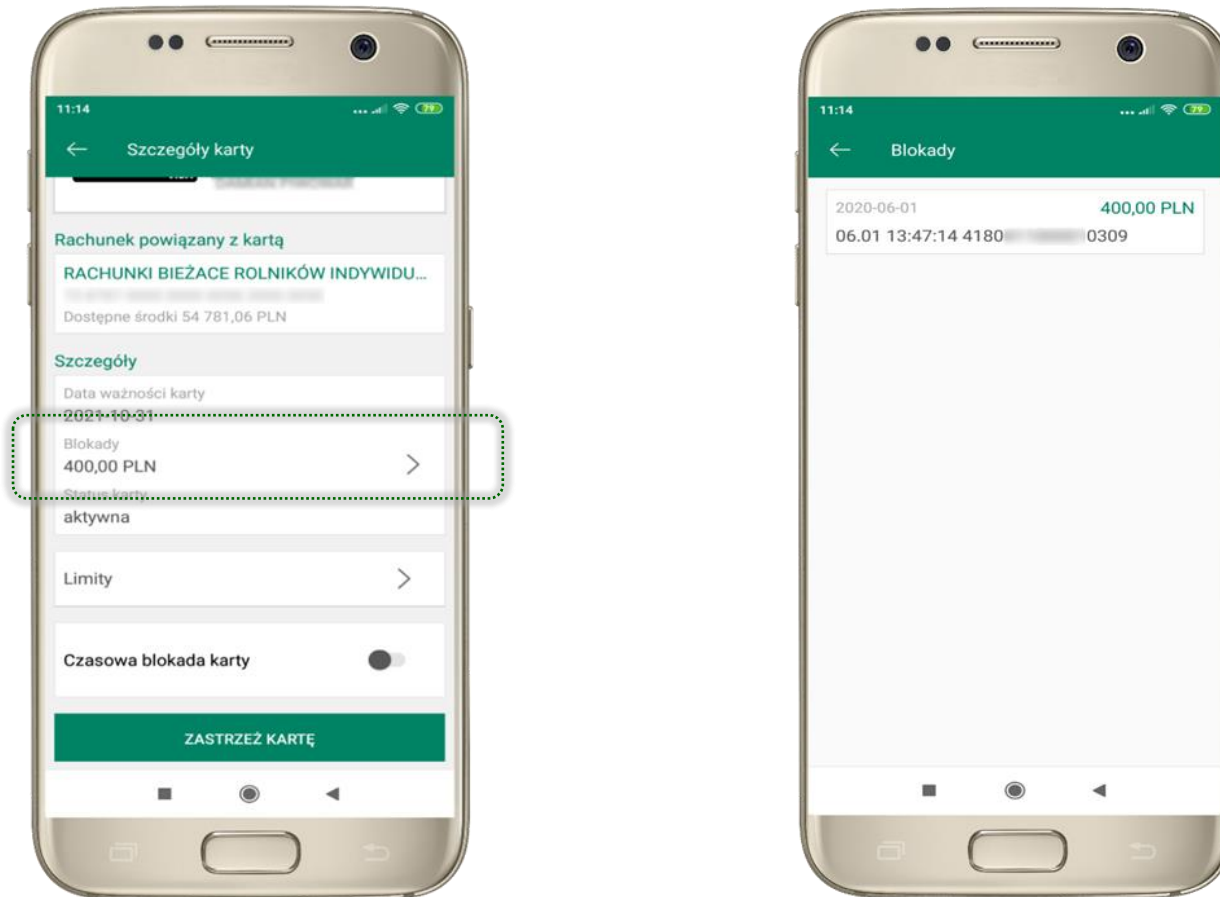 11:14
79
Szczegóły karty
Rachunek powiązany z kartą
RACHUNKI BIEŻACE ROLNIKÓW INDYWIDU...
Dostępne środki 54 781,06 PLN
Szczegóły
Data ważności karty
2021-10-31
Blokady
400,00 PLN
Status karty
aktywna
Limity
Czasowa blokada karty
ZASTRZEŻ KARTĘ
11:14
79
Blokady
2020-06-01 400,00 PLN
06.01 13:47:14 4180 0309